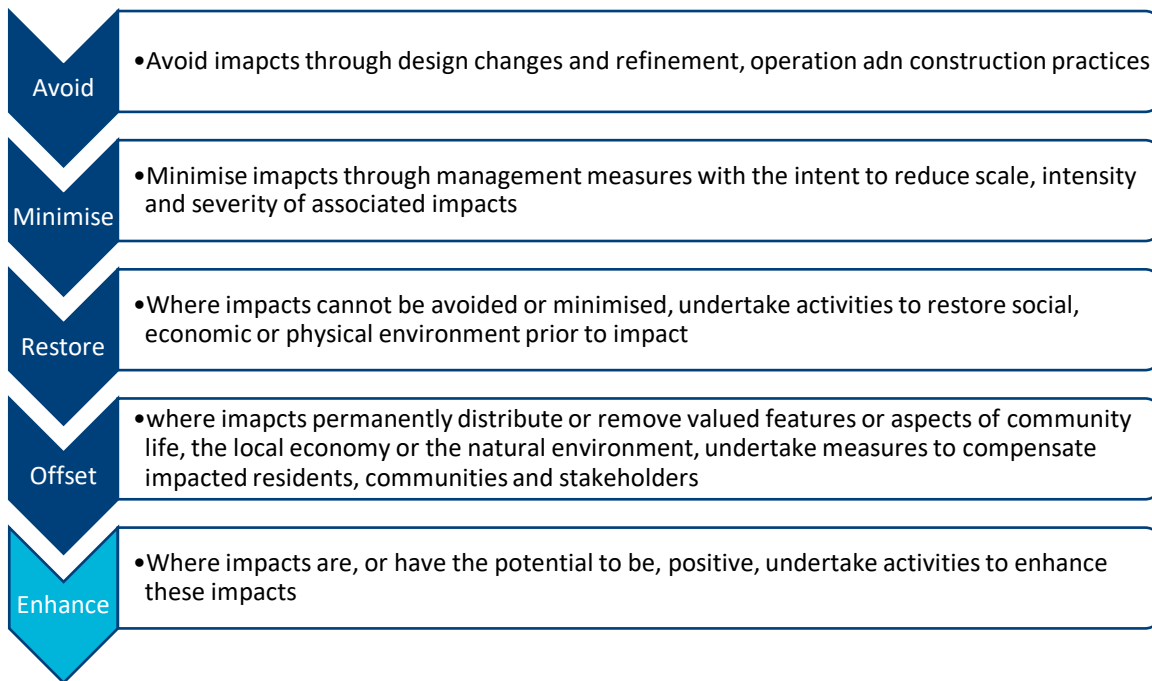 Avoid
•Avoid imapcts through design changes and refinement, operation adn construction practices
Minimise
•Minimise imapcts through management measures with the intent to reduce scale, intensity
and severity of associated impacts
Restore
•Where impacts cannot be avoided or minimised, undertake activities to restore social,
economic or physical environment prior to impact
Offset
•where imapcts permanently distribute or remove valued features or aspects of community
life, the local economy or the natural environment, undertake measures to compensate
impacted residents, communities and stakeholders
Enhance
•Where impacts are, or have the potential to be, positive, undertake activities to enhance
these impacts